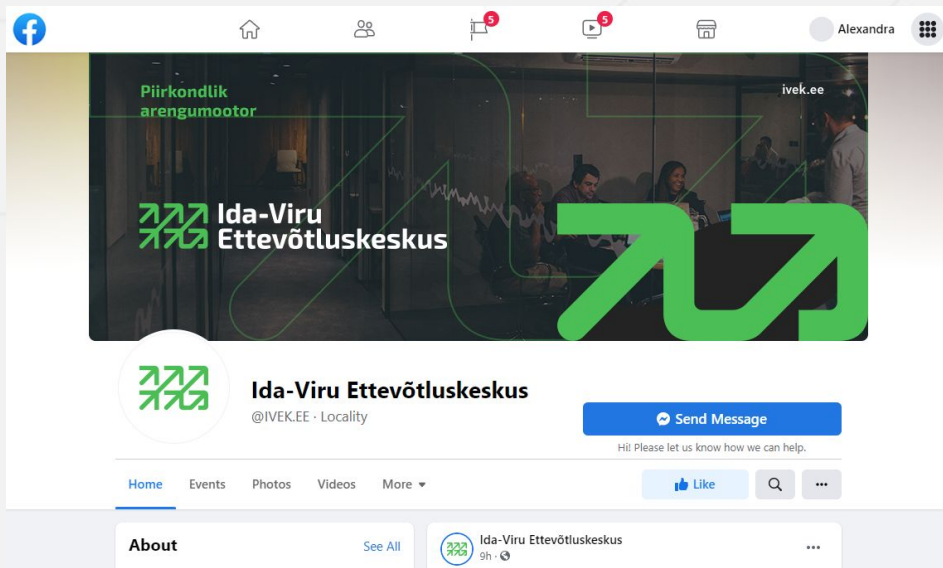 5
5
Alexandra
Piirkondlik
arengumootor
ivek.ee
Ida-Viru
Ettevõtluskeskus
Ida-Viru Ettevõtluskeskus
@IVEK.EE · Locality
Send Message
Hi! Please let us know how we can help.
Home Events Photos Videos More
Like
About
See All
Ida-Viru Ettevõtluskeskus
9h ·